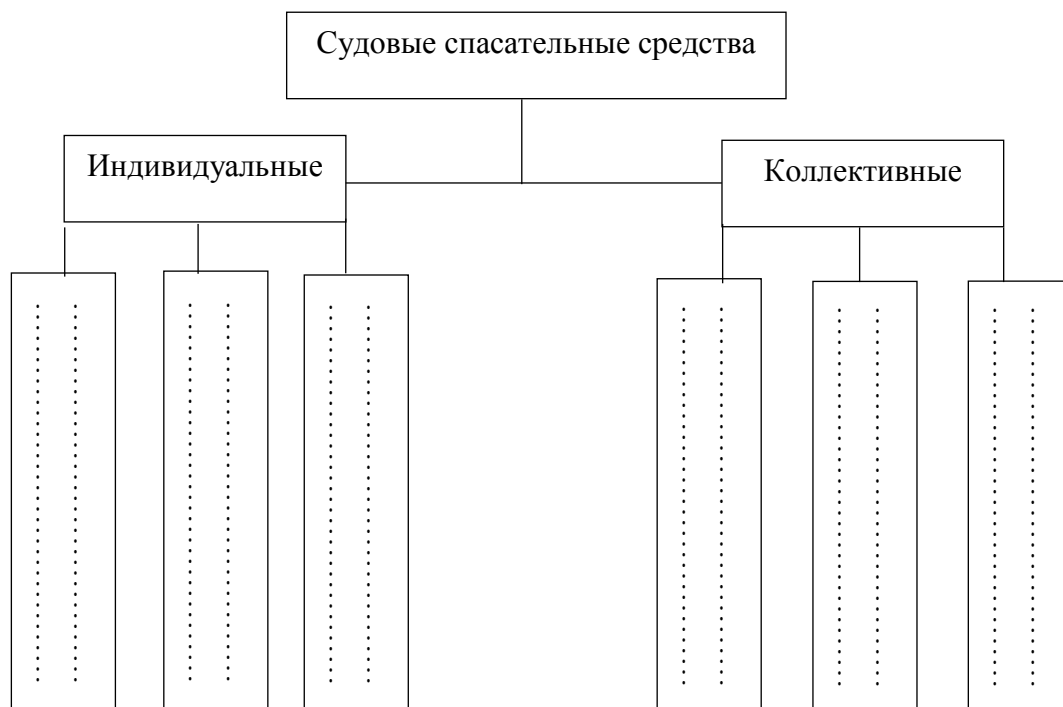 Судовые спасательные средства
Индивидуальные
Коллективные